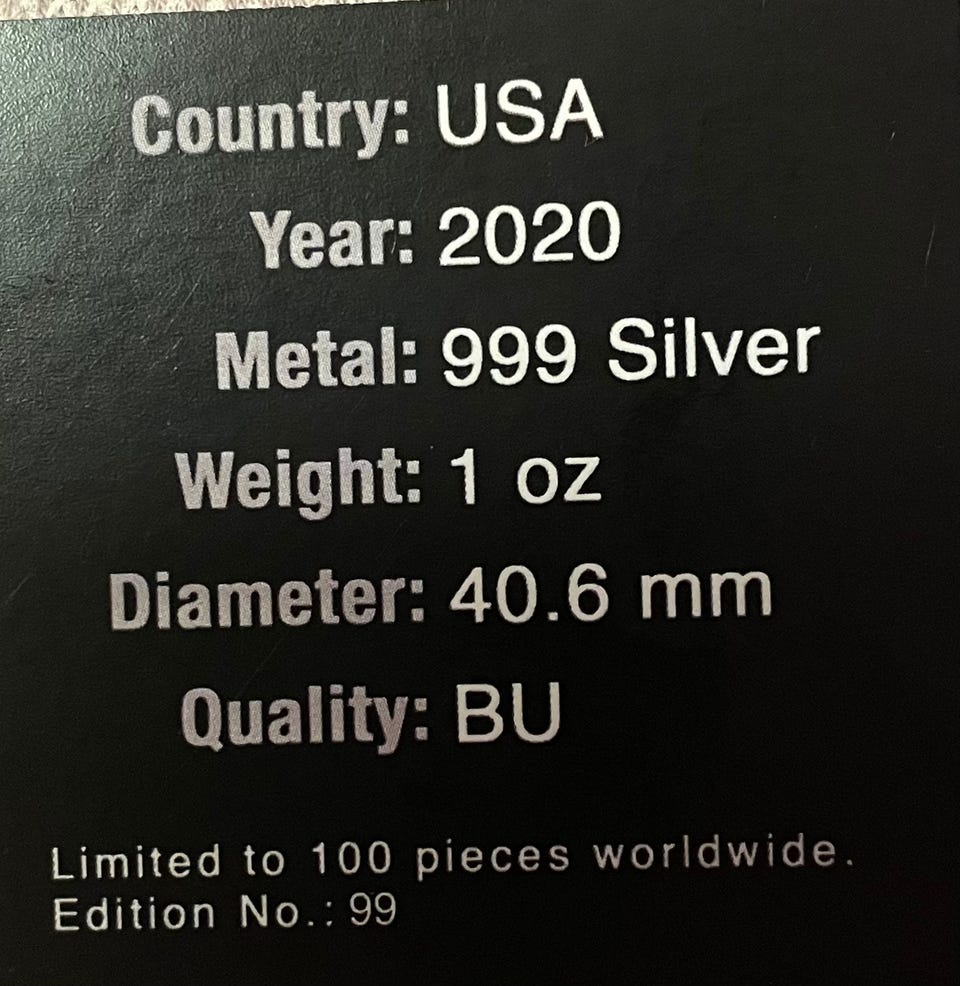 Country: USA
Year: 2020
Metal: 999 Silver
Weight: 1 oz
Diameter: 40.6 mm
Quality: BU
Limited to 100 pieces worldwide.
Edition No.: 99